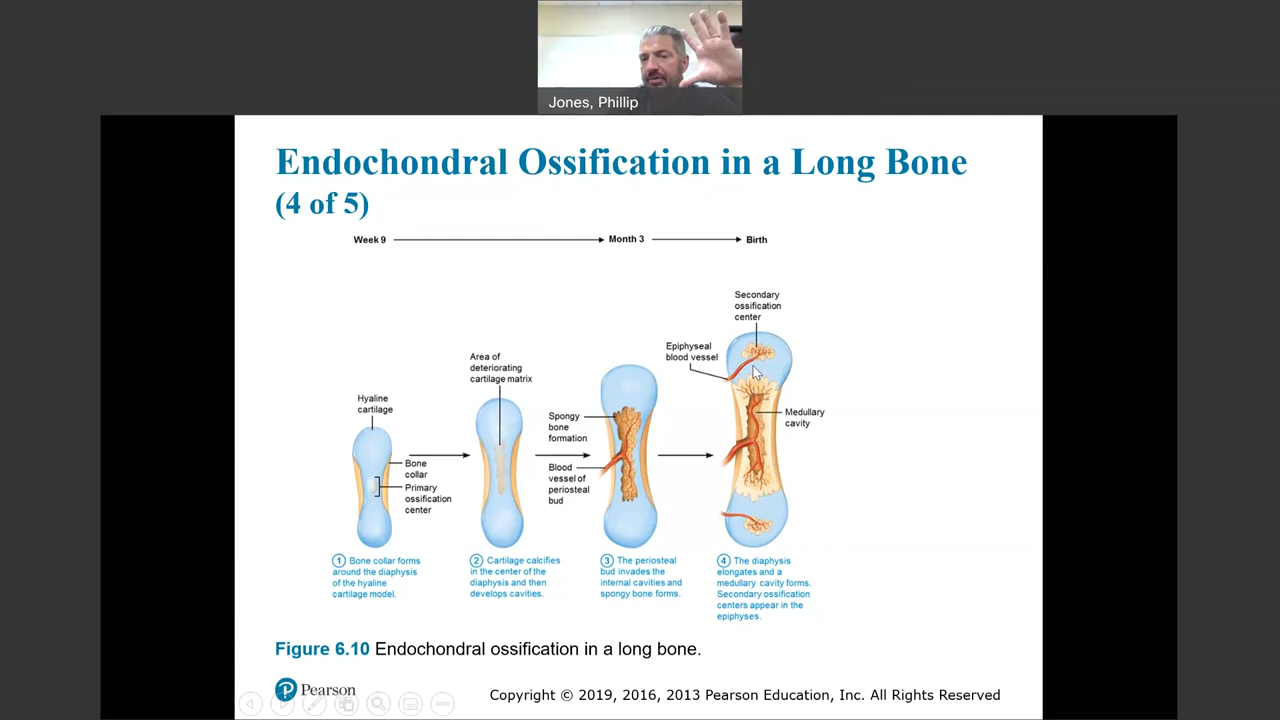 Jones, Phillip
Endochondral Ossification in a Long Bone
(4 of 5)
Week 9
Month 3
Birth
Secondary
ossification
center
Epiphyseal
blood vessel
Area of
deteriorating
cartilage matrix
Hyaline
cartilage
Spongy
bone
formation
Medullary
cavity
Bone
collar
Primary
ossification
center
Blood
vessel of
periosteal
bud
1 Bone collar forms
around the diaphysis
of the hyaline
cartilage model.
2 Cartilage calcifies
in the center of the
diaphysis and then
develops cavities.
3 The periosteal
bud invades the
internal cavities and
spongy bone forms.
4 The diaphysis
elongates and a
medullary cavity forms.
Secondary ossification
centers appear in the
epiphyses.
Figure 6.10 Endochondral ossification in a long bone.
P Pearson
Copyright © 2019, 2016, 2013 Pearson Education, Inc. All Rights Reserved